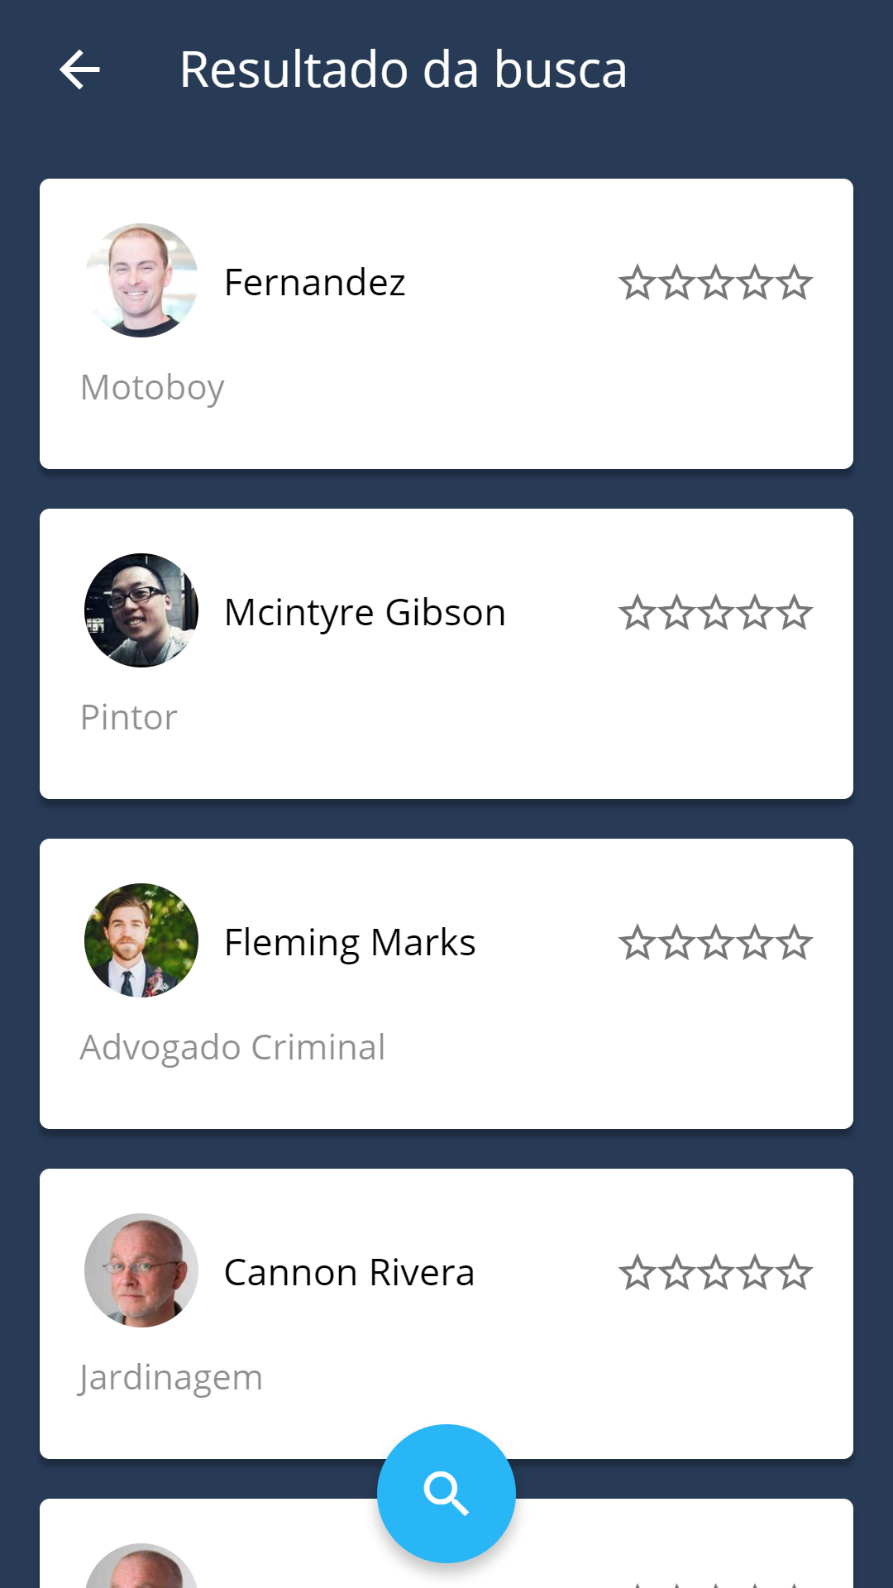 Resultado da busca
Fernandez
Motoboy
Mcintyre Gibson
Pintor
Fleming Marks
Advogado Criminal
Cannon Rivera
Jardinagem